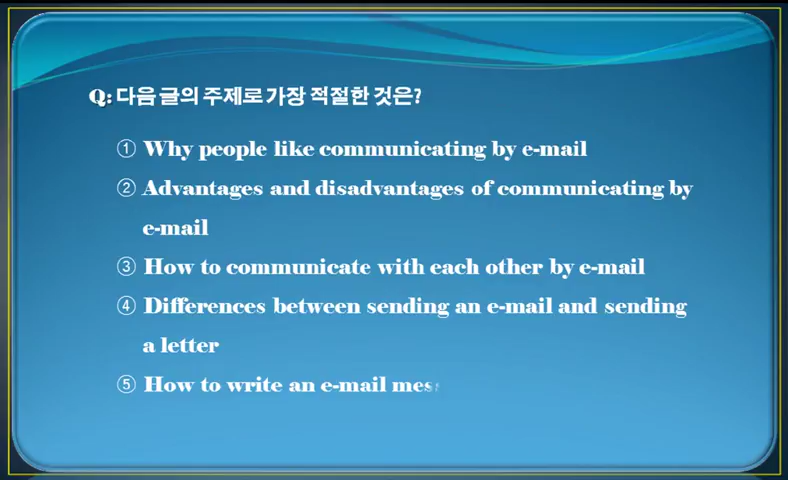 Q: 다음 글의 주제로 가장 적절한 것은?
① Why people like communicating by e-mail
② Advantages and disadvantages of communicating by
e-mail
③ How to communicate with each other by e-mail
④ Differences between sending an e-mail and sending
a letter
⑤ How to write an e-mail